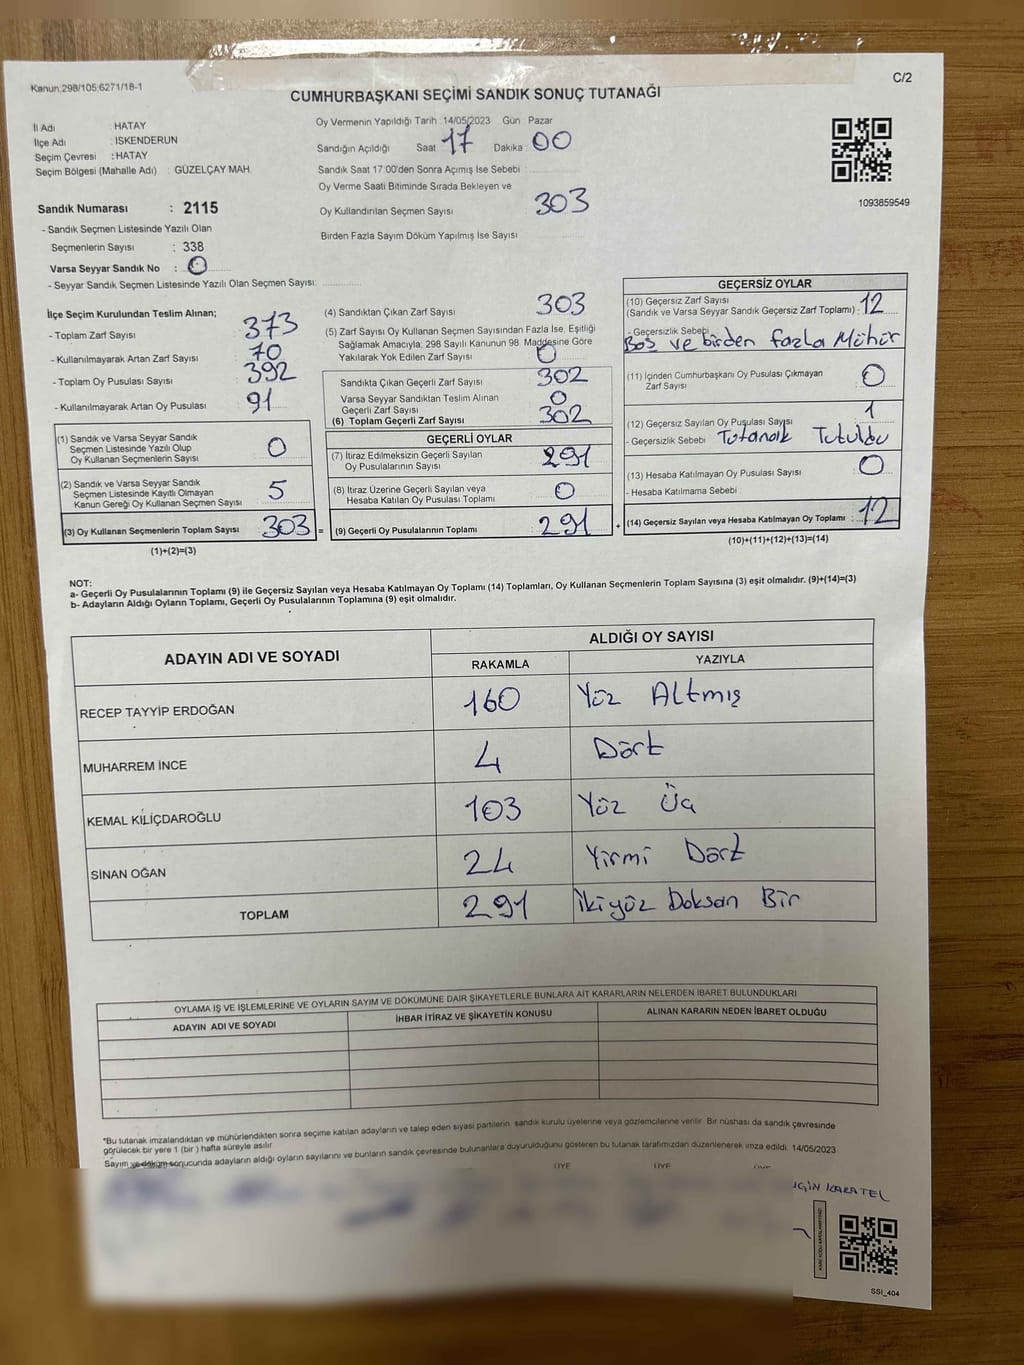 Kanun.298/105;6271/18-1
C/2
CUMHURBAŞKANI SEÇİMİ SANDIK SONUÇ TUTANAĞI
İl Adı : HATAY
İlçe Adı : İSKENDERUN
Seçim Çevresi : HATAY
Seçim Bölgesi (Mahalle Adı) : GÜZELÇAY MAH.
Oy Vermenin Yapıldığı Tarih :14/05/2023 Gün Pazar
Sandığın Açıldığı Saat 17 Dakika : 00
Sandık Saat 17:00'den Sonra Açımış İse Sebebi :
Oy Verme Saati Bitiminde Sırada Bekleyen ve
Oy Kullandırılan Seçmen Sayısı 303
Birden Fazla Sayım Döküm Yapılmış İse Sayısı
1093859549
Sandık Numarası : 2115
- Sandık Seçmen Listesinde Yazılı Olan
Seçmenlerin Sayısı : 338
Varsa Seyyar Sandık No : 0
- Seyyar Sandık Seçmen Listesinde Yazılı Olan Seçmen Sayısı:
İlçe Seçim Kurulundan Teslim Alınan;
- Toplam Zarf Sayısı : 373
- Kullanılmayarak Artan Zarf Sayısı : 70
- Toplam Oy Pusulası Sayısı : 392
- Kullanılmayarak Artan Oy Pusulası : 91
(1) Sandık ve Varsa Seyyar Sandık
Seçmen Listesinde Yazılı Olup
Oy Kullanan Seçmenlerin Sayısı 0
(2) Sandık ve Varsa Seyyar Sandık
Seçmen Listesinde Kayıtlı Olmayan
Kanun Gereği Oy Kullanan Seçmen Sayısı 5
(3) Oy Kullanan Seçmenlerin Toplam Sayısı 303 =
(1)+(2)=(3)
(4) Sandıktan Çıkan Zarf Sayısı 303
(5) Zarf Sayısı Oy Kullanan Seçmen Sayısından Fazla İse, Eşitliği
Sağlamak Amacıyla, 298 Sayılı Kanunun 98. Maddesine Göre
Yakılarak Yok Edilen Zarf Sayısı 0
Sandıkta Çıkan Geçerli Zarf Sayısı 302
Varsa Seyyar Sandıktan Teslim Alınan
Geçerli Zarf Sayısı 0
(6) Toplam Geçerli Zarf Sayısı 302
GEÇERLİ OYLAR
(7) İtiraz Edilmeksizin Geçerli Sayılan
Oy Pusulalarının Sayısı 291
(8) İtiraz Üzerine Geçerli Sayılan veya
Hesaba Katılan Oy Pusulası Toplamı 0
(9) Geçerli Oy Pusulalarının Toplamı 291 +
GEÇERSİZ OYLAR
(10) Geçersiz Zarf Sayısı
(Sandık ve Varsa Seyyar Sandık Geçersiz Zarf Toplamı) : 12
- Geçersizlik Sebebi
Boş ve birden fazla Mühür
(11) İçinden Cumhurbaşkanı Oy Pusulası Çıkmayan
Zarf Sayısı 0
(12) Geçersiz Sayılan Oy Pusulası Sayısı 1
- Geçersizlik Sebebi Tutanak Tutuldu
(13) Hesaba Katılmayan Oy Pusulası Sayısı 0
- Hesaba Katılmama Sebebi
(14) Geçersiz Sayılan veya Hesaba Katılmayan Oy Toplamı : 12
(10)+(11)+(12)+(13)=(14)
NOT:
a- Geçerli Oy Pusulalarının Toplamı (9) ile Geçersiz Sayılan veya Hesaba Katılmayan Oy Toplamı (14) Toplamları, Oy Kullanan Seçmenlerin Toplam Sayısına (3) eşit olmalıdır. (9)+(14)=(3)
b- Adayların Aldığı Oyların Toplamı, Geçerli Oy Pusulalarının Toplamına (9) eşit olmalıdır.
ADAYIN ADI VE SOYADI
ALDIĞI OY SAYISI
RAKAMLA YAZIYLA
RECEP TAYYİP ERDOĞAN 160 Yüz Altmış
MUHARREM İNCE 4 Dört
KEMAL KILIÇDAROĞLU 103 Yüz Üç
SİNAN OĞAN 24 Yirmi Dört
TOPLAM 291 İkiyüz Doksan Bir
OYLAMA İŞ VE İŞLEMLERİNE VE OYLARIN SAYIM VE DÖKÜMÜNE DAİR ŞİKAYETLERLE BUNLARA AİT KARARLARIN NELERDEN İBARET BULUNDUKLARI
ADAYIN ADI VE SOYADI İHBAR İTİRAZ VE ŞİKAYETİN KONUSU ALINAN KARARIN NEDEN İBARET OLDUĞU
*Bu tutanak imzalandıktan ve mühürlendikten sonra seçime katılan adayların ve talep eden siyasi partilerin sandık kurulu üyelerine veya gözlemcilerine verilir. Bir nüshası da sandık çevresinde
görülecek bir yere 1 (bir ) hafta süreyle asılır
Sayım ve döküm sonucunda adayların aldığı oyların sayılarını ve bunların sandık çevresinde bulunanlara duyurulduğunu gösteren bu tutanak tarafımızdan düzenlenerek imza edildi. 14/05/2023
ÜYE ÜYE ÜYE
KARATEL
SSİ_404